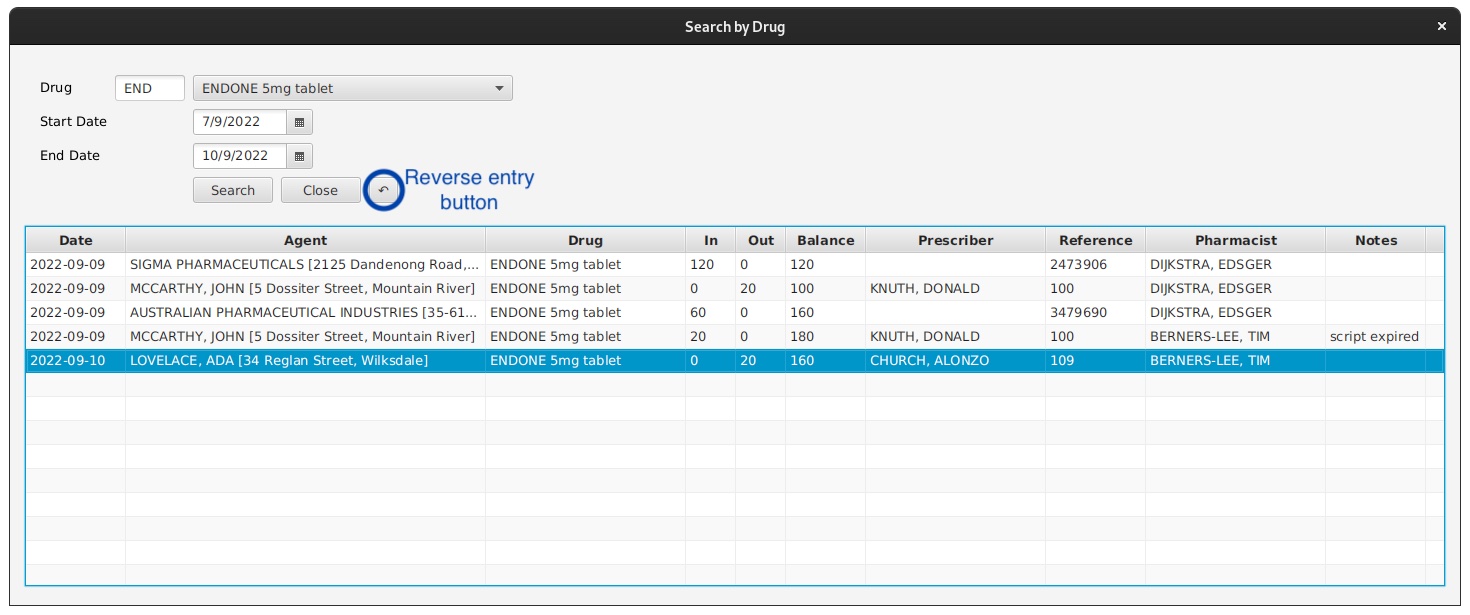 Search by Drug ×
Drug END ENDONE 5mg tablet
Start Date 7/9/2022
End Date 10/9/2022
Search Close ↶ Reverse entry
button
Date Agent Drug In Out Balance Prescriber Reference Pharmacist Notes
2022-09-09 SIGMA PHARMACEUTICALS [2125 Dandenong Road,... ENDONE 5mg tablet 120 0 120 2473906 DIJKSTRA, EDSGER
2022-09-09 MCCARTHY, JOHN [5 Dossiter Street, Mountain River] ENDONE 5mg tablet 0 20 100 KNUTH, DONALD 100 DIJKSTRA, EDSGER
2022-09-09 AUSTRALIAN PHARMACEUTICAL INDUSTRIES [35-61... ENDONE 5mg tablet 60 0 160 3479690 DIJKSTRA, EDSGER
2022-09-09 MCCARTHY, JOHN [5 Dossiter Street, Mountain River] ENDONE 5mg tablet 20 0 180 KNUTH, DONALD 100 BERNERS-LEE, TIM script expired
2022-09-10 LOVELACE, ADA [34 Reglan Street, Wilksdale] ENDONE 5mg tablet 0 20 160 CHURCH, ALONZO 109 BERNERS-LEE, TIM